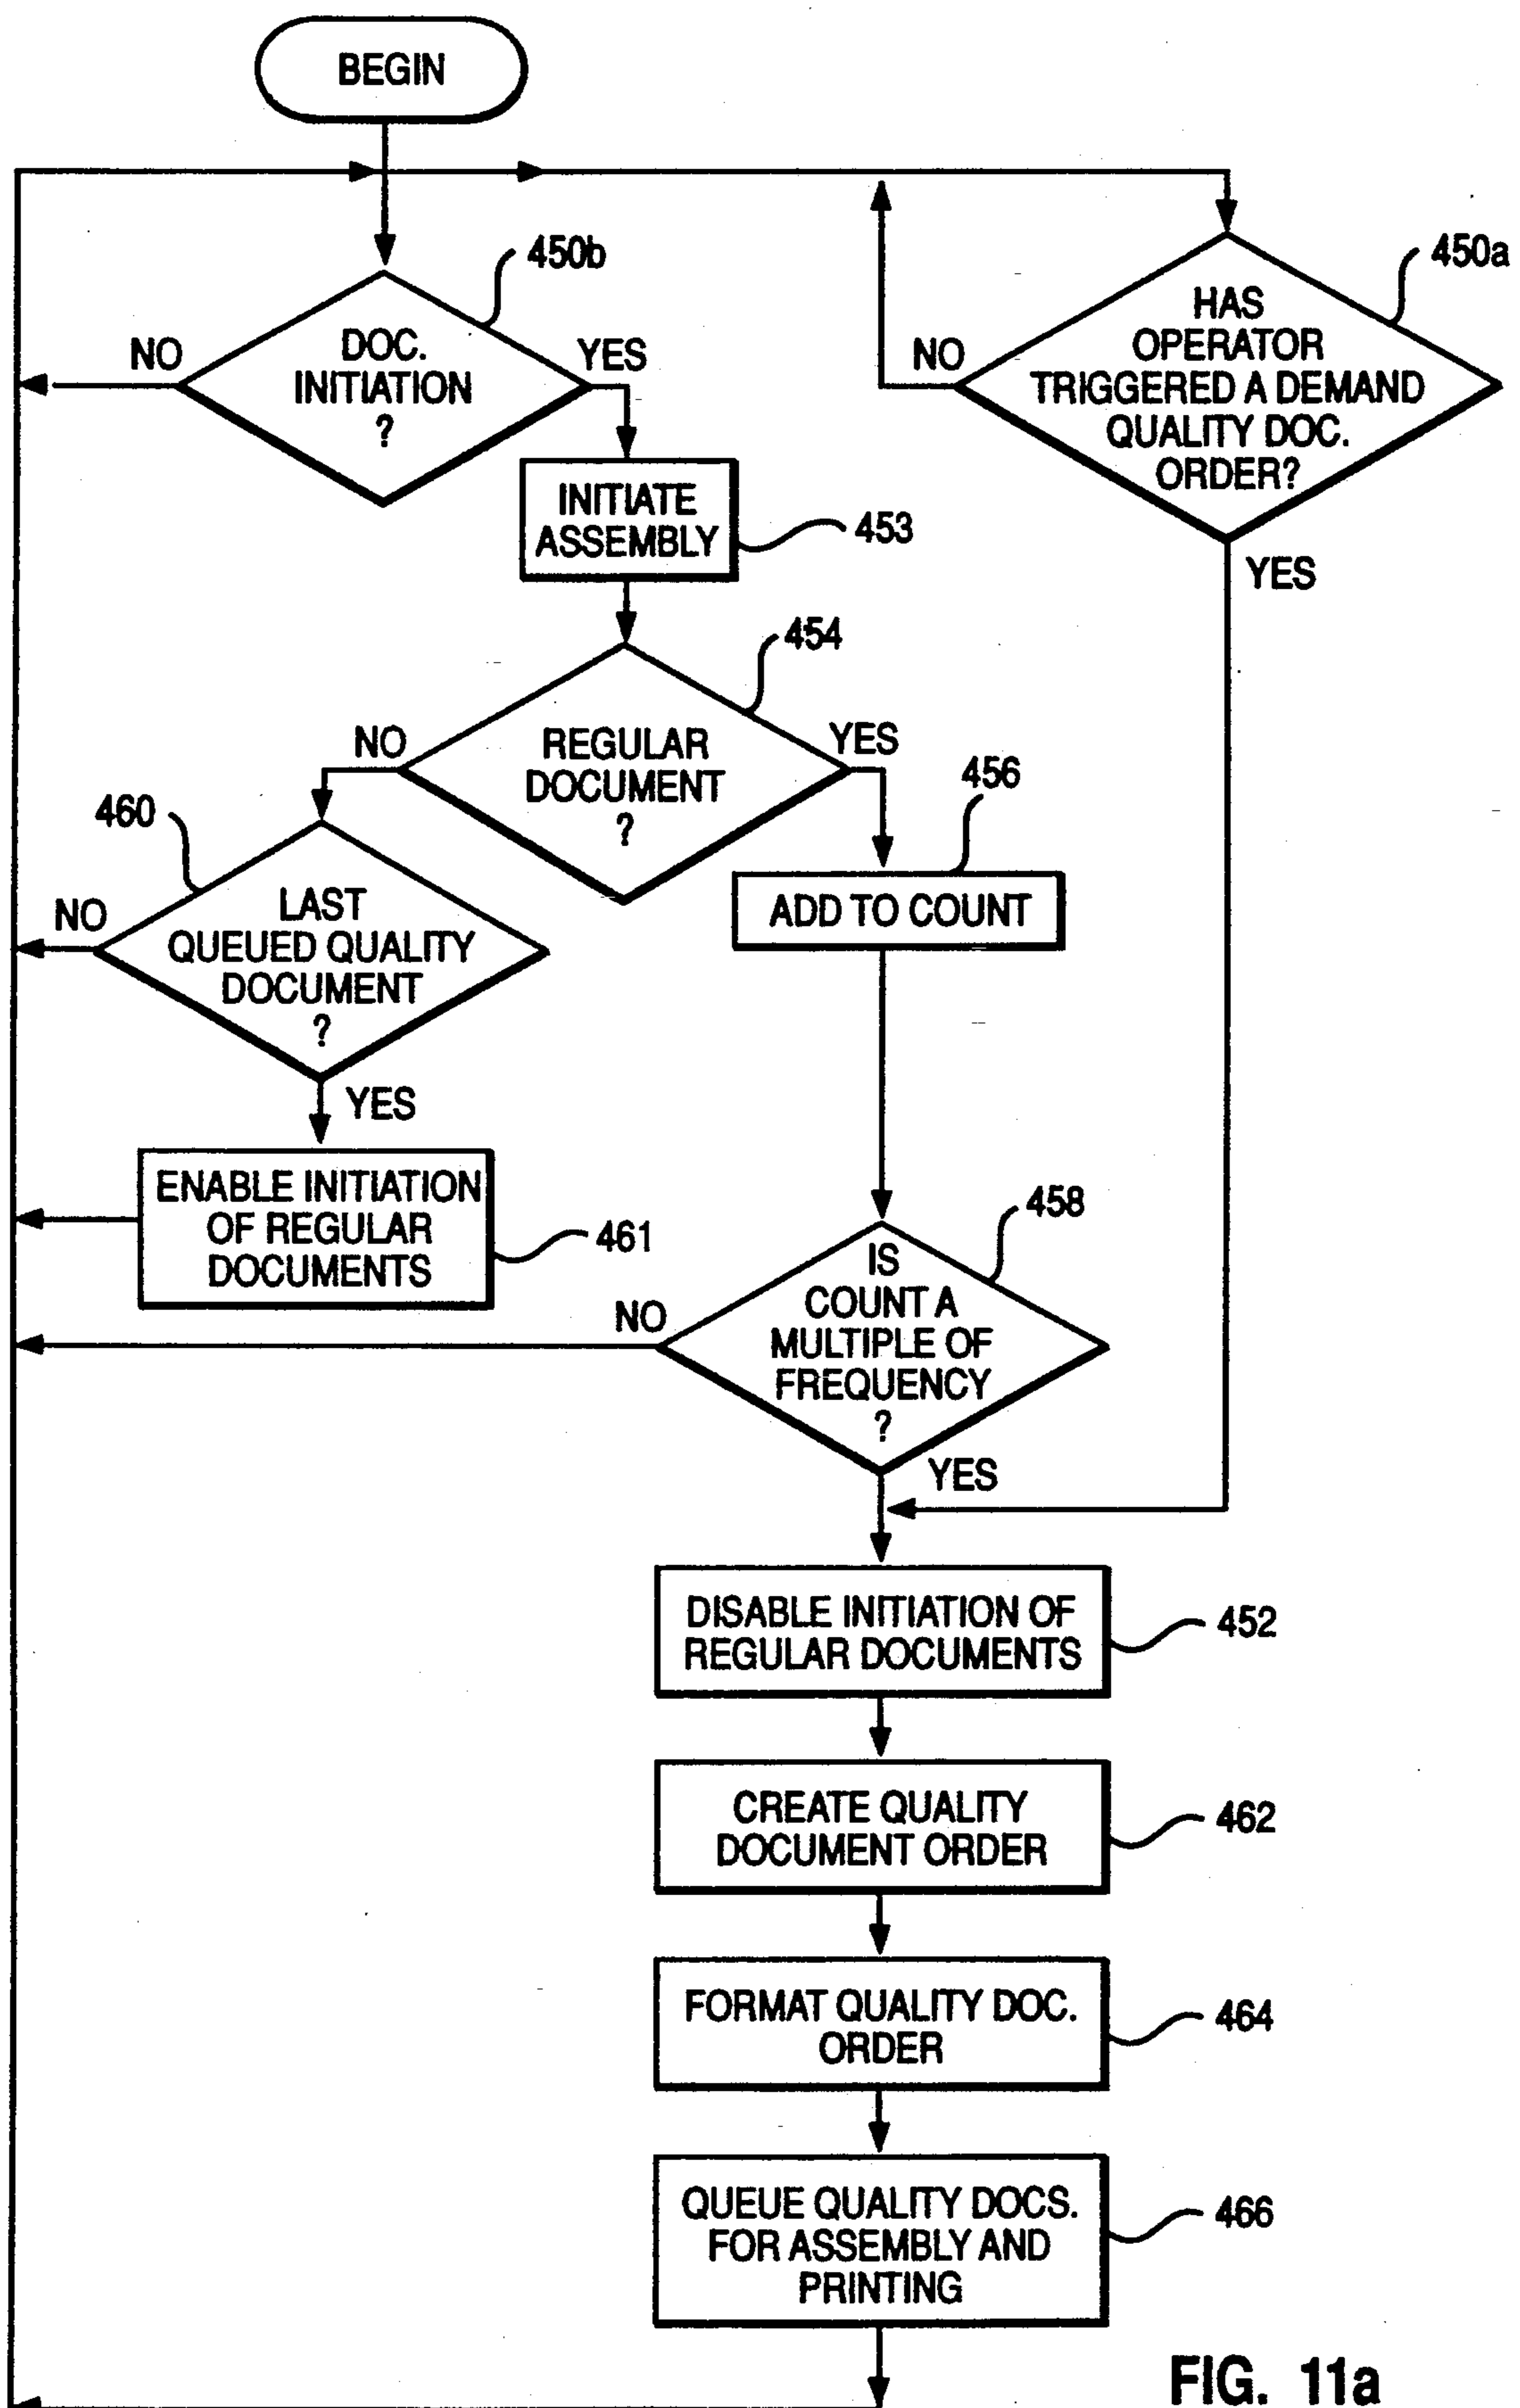 BEGIN
450b
DOC.
INITIATION
?
NO
YES
450a
HAS
OPERATOR
TRIGGERED A DEMAND
QUALITY DOC.
ORDER?
NO
YES
INITIATE
ASSEMBLY
453
454
REGULAR
DOCUMENT
?
NO
YES
460
LAST
QUEUED QUALITY
DOCUMENT
?
NO
YES
456
ADD TO COUNT
ENABLE INITIATION
OF REGULAR
DOCUMENTS
461
458
IS
COUNT A
MULTIPLE OF
FREQUENCY
?
NO
YES
DISABLE INITIATION OF
REGULAR DOCUMENTS
452
CREATE QUALITY
DOCUMENT ORDER
462
FORMAT QUALITY DOC.
ORDER
464
QUEUE QUALITY DOCS.
FOR ASSEMBLY AND
PRINTING
466
FIG. 11a